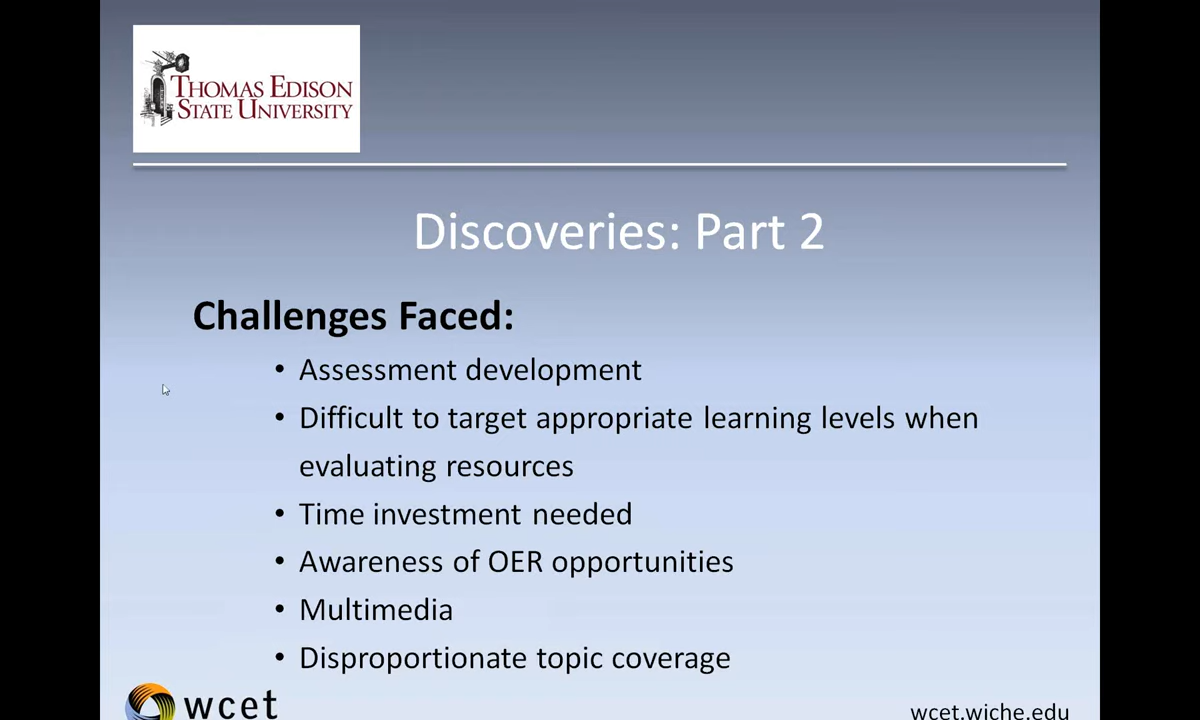 THOMAS EDISON
STATE UNIVERSITY
Discoveries: Part 2
Challenges Faced:
• Assessment development
• Difficult to target appropriate learning levels when
evaluating resources
• Time investment needed
• Awareness of OER opportunities
• Multimedia
• Disproportionate topic coverage
wcet
wcet.wiche.edu